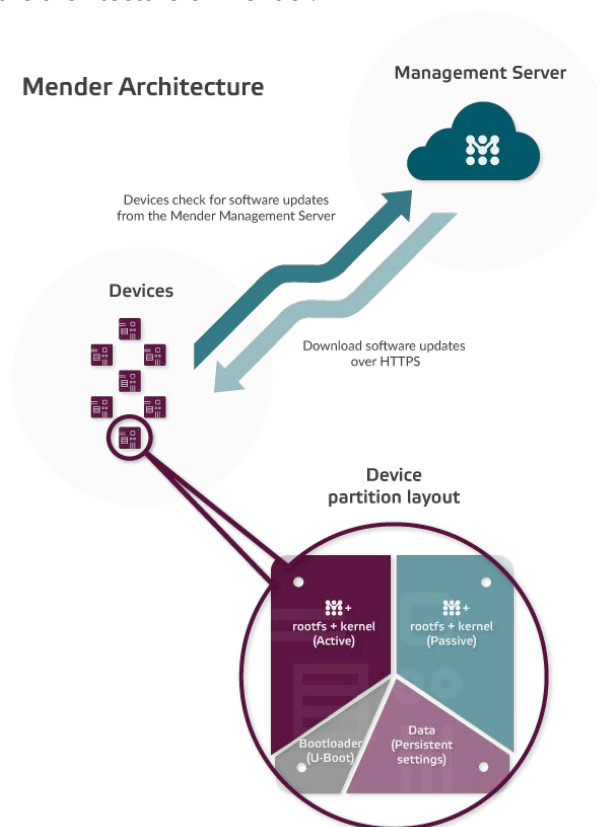 Mender Architecture
Management Server
Devices check for software updates
from the Mender Management Server
Devices
Download software updates
over HTTPS
Device
partition layout
+
rootfs + kernel
(Active)
+
rootfs + kernel
(Passive)
Bootloader
(U-Boot)
Data
(Persistent
settings)